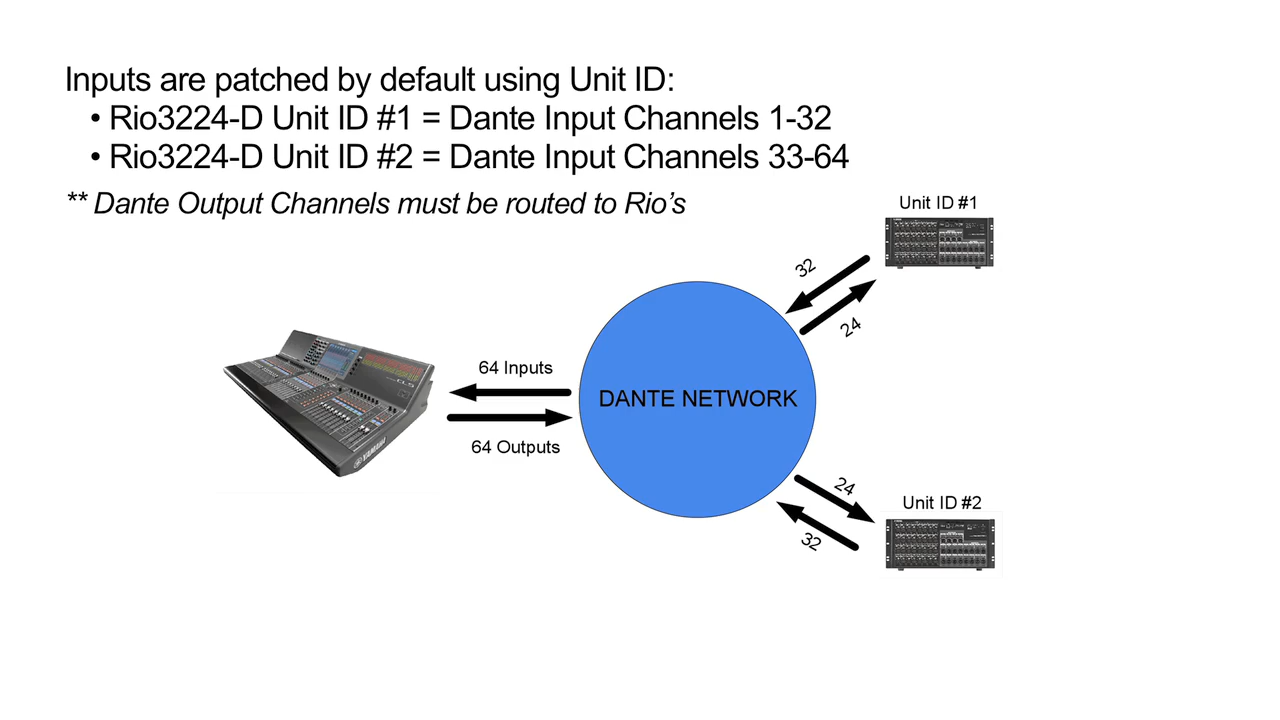 Inputs are patched by default using Unit ID:
• Rio3224-D Unit ID #1 = Dante Input Channels 1-32
• Rio3224-D Unit ID #2 = Dante Input Channels 33-64
** Dante Output Channels must be routed to Rio's
Unit ID #1
32
24
64 Inputs
DANTE NETWORK
64 Outputs
CL5
YAMAHA
24
Unit ID #2
32